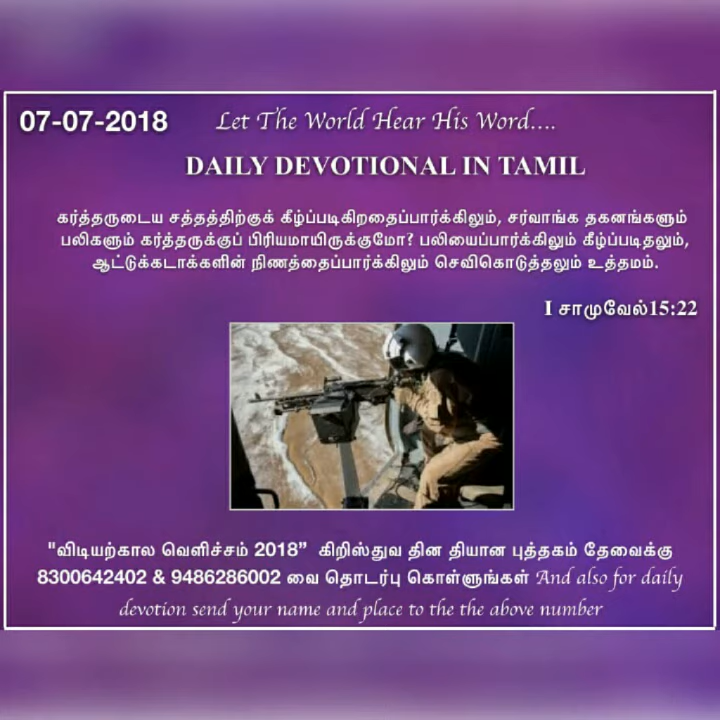 07-07-2018 Let The World Hear His Word....
DAILY DEVOTIONAL IN TAMIL
கர்த்தருடைய சத்தத்திற்குக் கீழ்ப்படிகிறதைப்பார்க்கிலும், சர்வாங்க தகனங்களும்
பலிகளும் கர்த்தருக்குப் பிரியமாயிருக்குமோ? பலியைப்பார்க்கிலும் கீழ்ப்படிதலும்,
ஆட்டுக்கடாக்களின் நிணத்தைப்பார்க்கிலும் செவிகொடுத்தலும் உத்தமம்.
I சாமுவேல்15:22
"விடியற்கால வெளிச்சம் 2018” கிறிஸ்துவ தின தியான புத்தகம் தேவைக்கு
8300642402 & 9486286002 வை தொடர்பு கொள்ளுங்கள் And also for daily
devotion send your name and place to the the above number